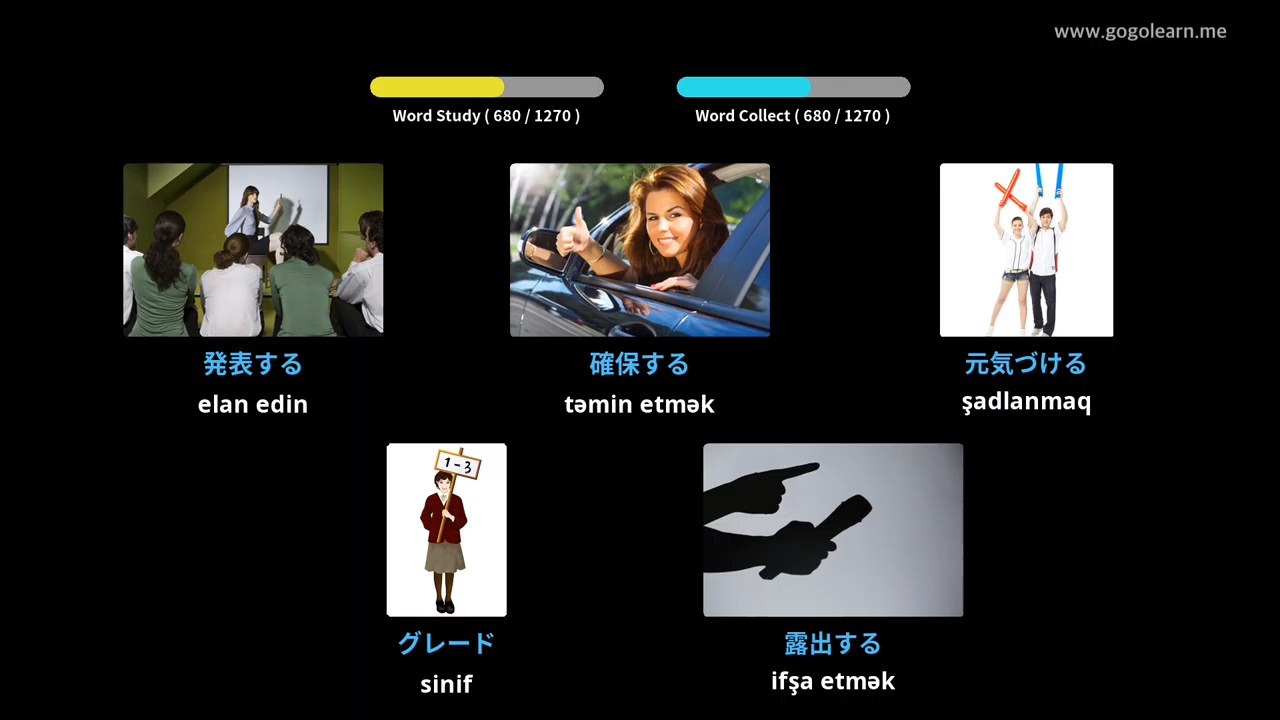 www.gogolearn.me
Word Study ( 680 / 1270 )
Word Collect ( 680 / 1270 )
発表する
elan edin
確保する
təmin etmək
元気づける
şadlanmaq
1-3
グレード
sinif
露出する
ifşa etmək